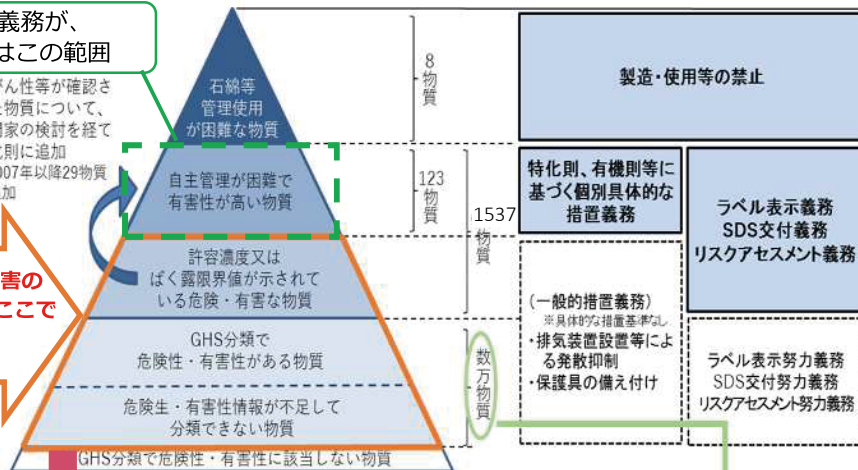 義務が、
はこの範囲
がん性等が確認さ
物質について、
家の検討を経て
則に追加
007年以降29物質
加
害の
ここで
石綿等
管理使用
が困難な物質
自主管理が困難で
有害性が高い物質
許容濃度又は
ばく露限界値が示されて
いる危険・有害な物質
GHS分類で
危険性・有害性がある物質
危険生・有害性情報が不足して
分類できない物質
GHS分類で危険性・有害性に該当しない物質
8
物質
123
物質
1537
物質
数万物質
製造・使用等の禁止
特化則、有機則等に
基づく個別具体的な
措置義務
(一般的措置義務)
※具体的な措置基準なし
・排気装置設置等によ
る発散抑制
・保護具の備え付け
ラベル表示義務
SDS交付義務
リスクアセスメント義務
ラベル表示努力義務
SDS交付努力義務
リスクアセスメント努力義務